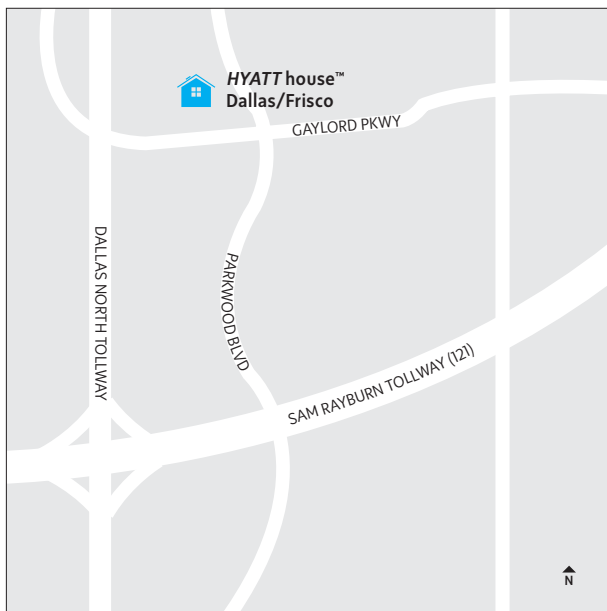 HYATT house™
Dallas/Frisco
GAYLORD PKWY
DALLAS NORTH TOLLWAY
PARKWOOD BLVD
SAM RAYBURN TOLLWAY (121)
N